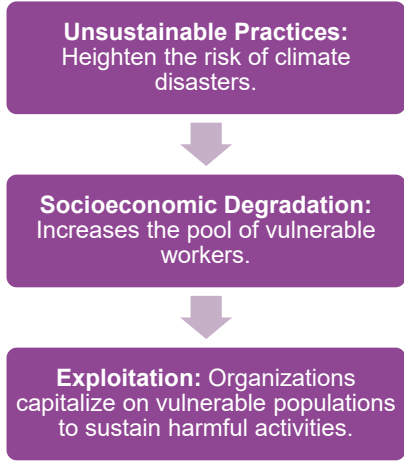 Unsustainable Practices:
Heighten the risk of climate
disasters.
Socioeconomic Degradation:
Increases the pool of vulnerable
workers.
Exploitation: Organizations
capitalize on vulnerable populations
to sustain harmful activities.